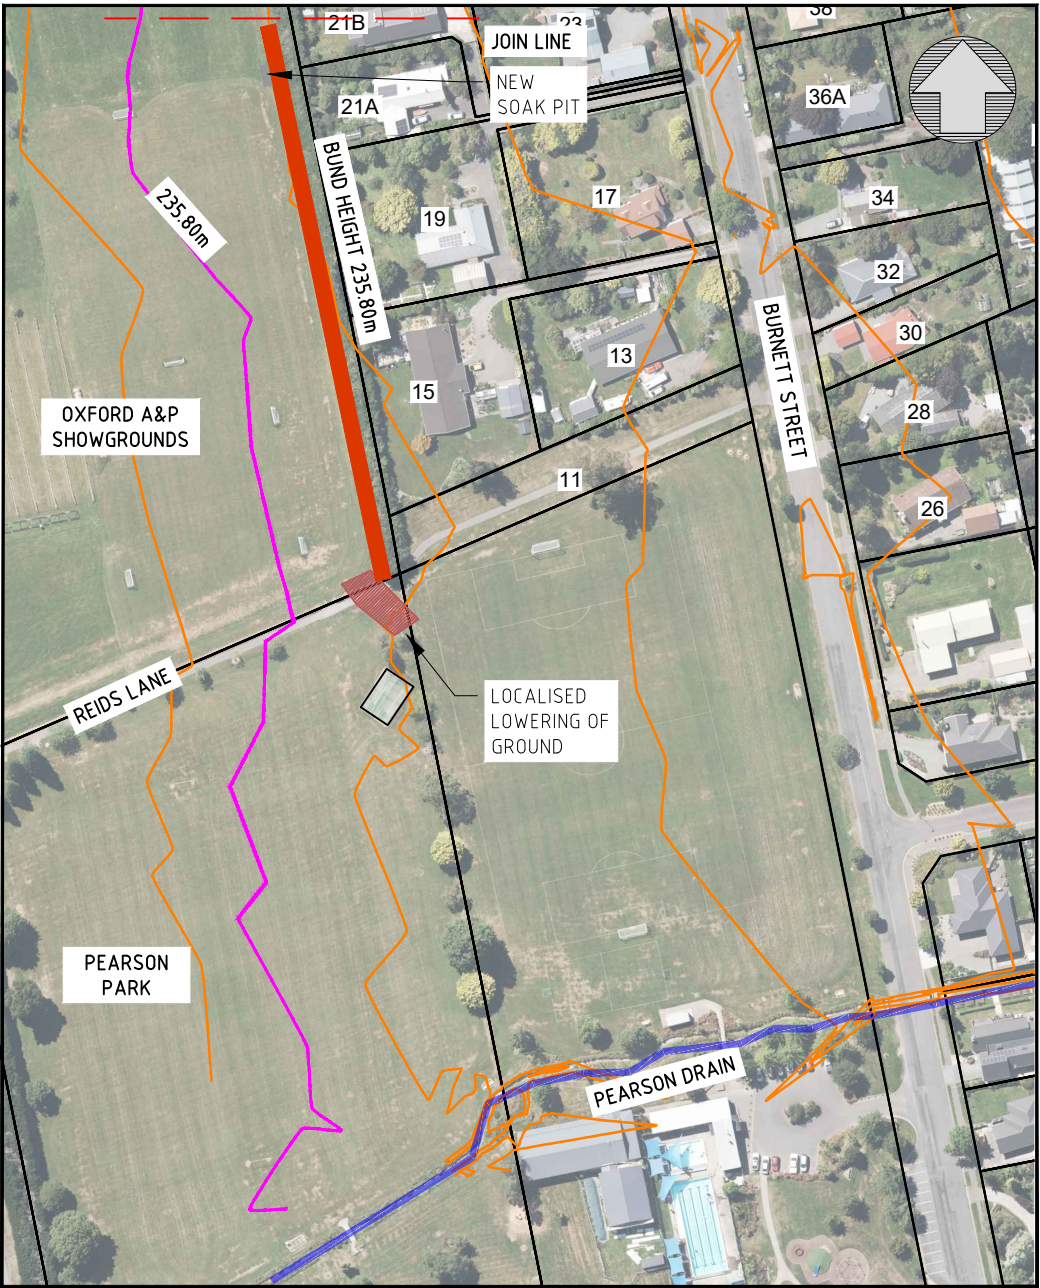 21B
23
38
JOIN LINE
NEW
SOAK PIT
21A
36A
BUND HEIGHT 235.80m
235.80m
17
34
19
32
30
BURNETT STREET
13
15
28
OXFORD A&P
SHOWGROUNDS
11
26
REIDS LANE
LOCALISED
LOWERING OF
GROUND
PEARSON
PARK
PEARSON DRAIN